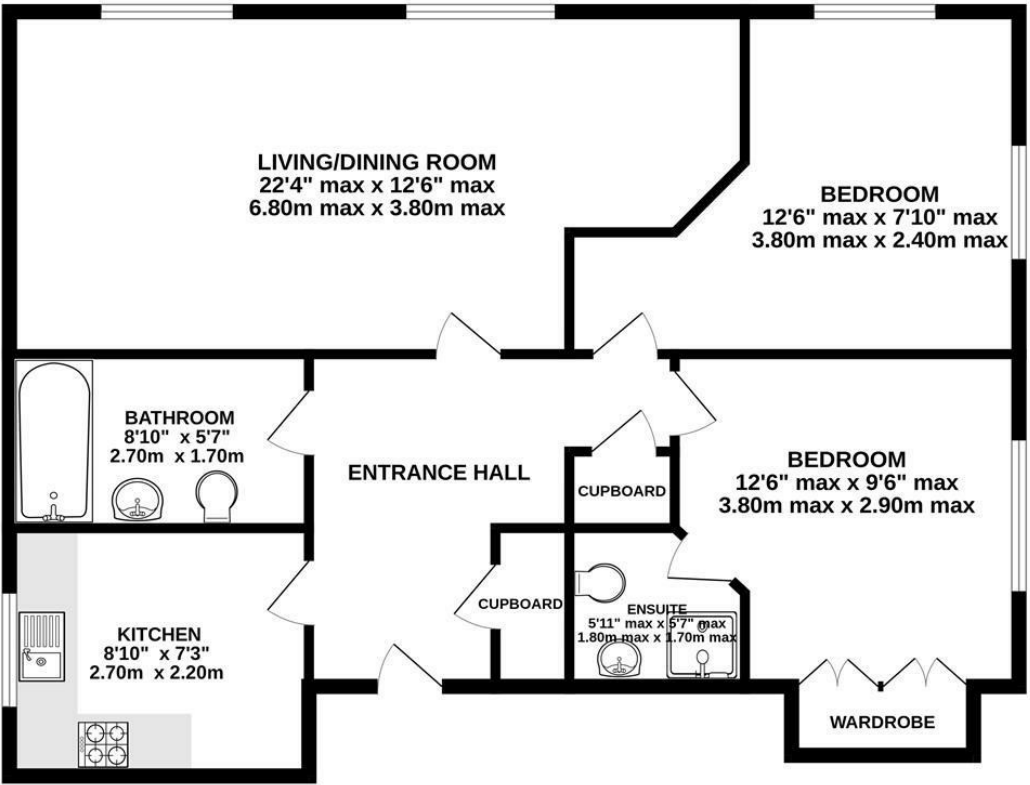 LIVING/DINING ROOM
22'4" max x 12'6" max
6.80m max x 3.80m max
BEDROOM
12'6" max x 7'10" max
3.80m max x 2.40m max
BATHROOM
8'10" x 5'7"
2.70m x 1.70m
ENTRANCE HALL
CUPBOARD
BEDROOM
12'6" max x 9'6" max
3.80m max x 2.90m max
KITCHEN
8'10" x 7'3"
2.70m x 2.20m
CUPBOARD
ENSUITE
5'11" max x 5'7" max
1.80m max x 1.70m max
WARDROBE